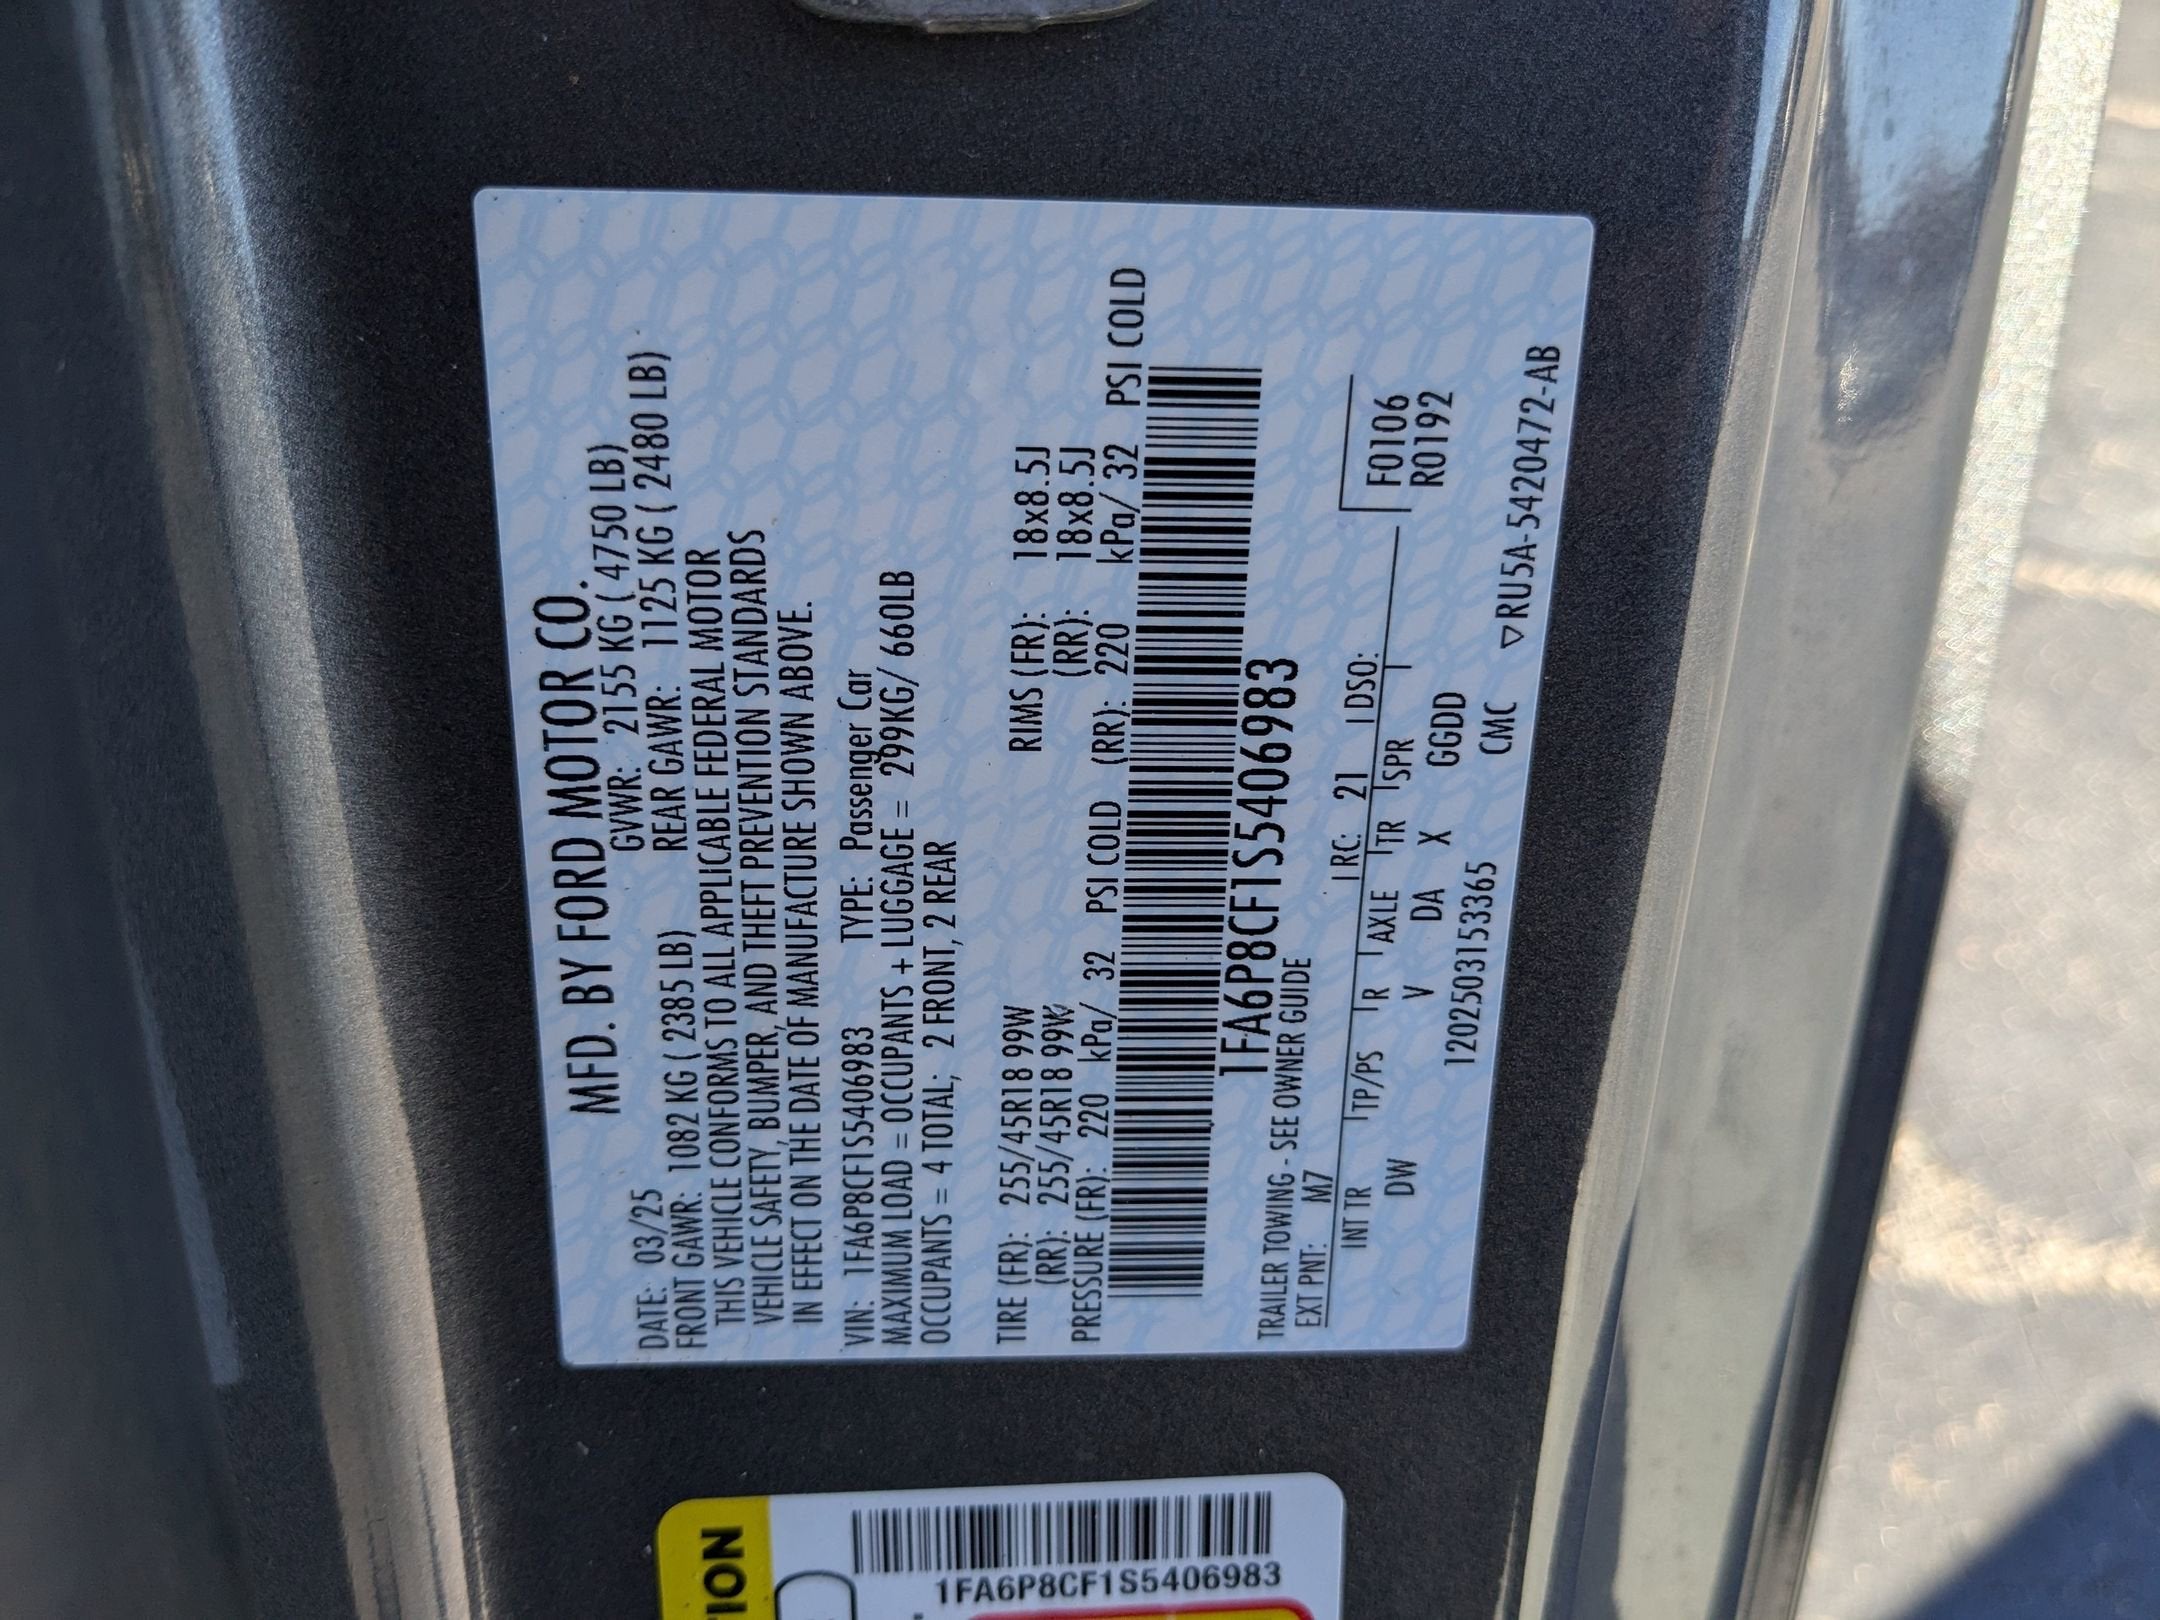 MFD. BY FORD MOTOR CO.
DATE: 03/25 GVWR: 2155 KG ( 4750 LB)
FRONT GAWR: 1082 KG ( 2385 LB) REAR GAWR: 1125 KG ( 2480 LB)
THIS VEHICLE CONFORMS TO ALL APPLICABLE FEDERAL MOTOR
VEHICLE SAFETY, BUMPER, AND THEFT PREVENTION STANDARDS
IN EFFECT ON THE DATE OF MANUFACTURE SHOWN ABOVE.
VIN: 1FA6P8CF1S5406983 TYPE: Passenger Car
MAXIMUM LOAD = OCCUPANTS + LUGGAGE = 299KG/ 660LB
OCCUPANTS = 4 TOTAL; 2 FRONT, 2 REAR
TIRE (FR): 255/45R18 99W RIMS (FR): 18x8.5J
(RR): 255/45R18 99W (RR): 18x8.5J
PRESSURE (FR): 220 kPa/ 32 PSI COLD (RR): 220 kPa/ 32 PSI COLD
1FA6P8CF1S5406983
TRAILER TOWING - SEE OWNER GUIDE
EXT PNT: M7 RC: 21 DSO:
INT TR TP/PS R AXLE TR SPR F0106
DW V DA X GGDD R0192
1202503153365 CMC ▽RU5A-5420472-AB
TION
1FA6P8CF1S5406983